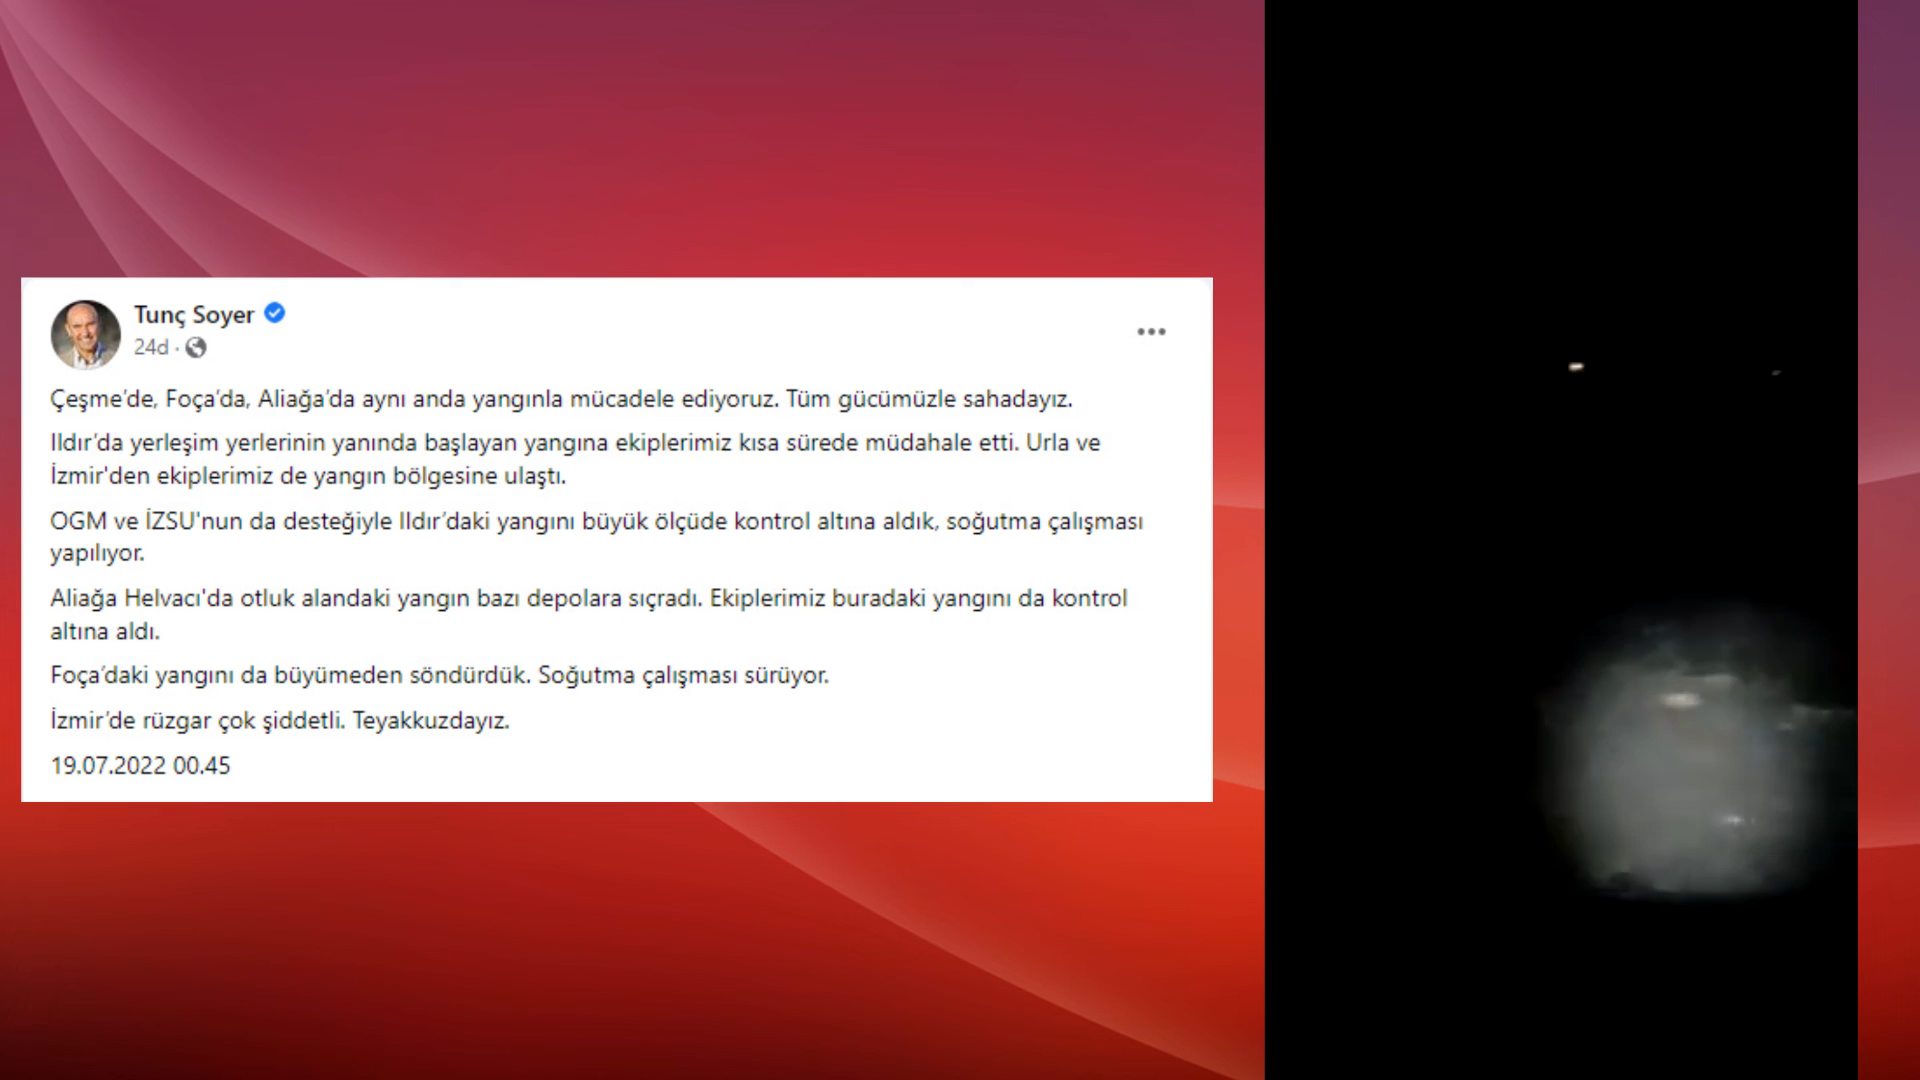 Tunç Soyer
24d ·
Çeşme’de, Foça’da, Aliağa’da aynı anda yangınla mücadele ediyoruz. Tüm gücümüzle sahadayız.
Ildır’da yerleşim yerlerinin yanında başlayan yangına ekiplerimiz kısa sürede müdahale etti. Urla ve
İzmir'den ekiplerimiz de yangın bölgesine ulaştı.
OGM ve İZSU'nun da desteğiyle Ildır’daki yangını büyük ölçüde kontrol altına aldık, soğutma çalışması
yapılıyor.
Aliağa Helvacı'da otluk alandaki yangın bazı depolara sıçradı. Ekiplerimiz buradaki yangını da kontrol
altına aldı.
Foça’daki yangını da büyümeden söndürdük. Soğutma çalışması sürüyor.
İzmir’de rüzgar çok şiddetli. Teyakkuzdayız.
19.07.2022 00.45